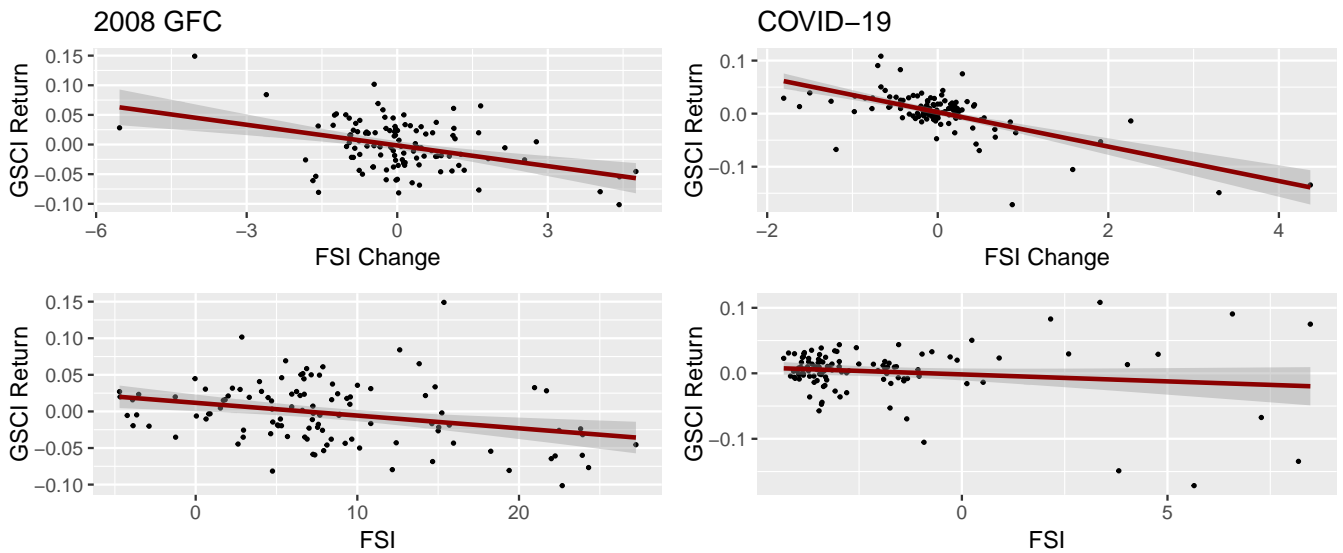 2008 GFC
GSCI Return
0.15
0.10
0.05
0.00
−0.05
−0.10
−6 −3 0 3
FSI Change
COVID−19
GSCI Return
0.1
0.0
−0.1
−2 0 2 4
FSI Change
GSCI Return
0.15
0.10
0.05
0.00
−0.05
−0.10
0 10 20
FSI
GSCI Return
0.1
0.0
−0.1
0 5
FSI